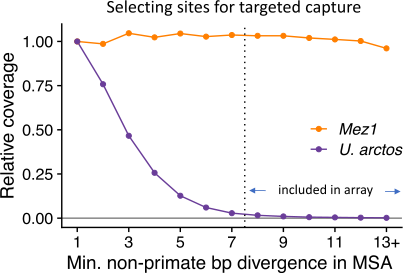 Selecting sites for targeted capture
Relative coverage
1.00
0.75
0.50
0.25
0.00
Mez1
U. arctos
included in array
1 3 5 7 9 11 13+
Min. non-primate bp divergence in MSA